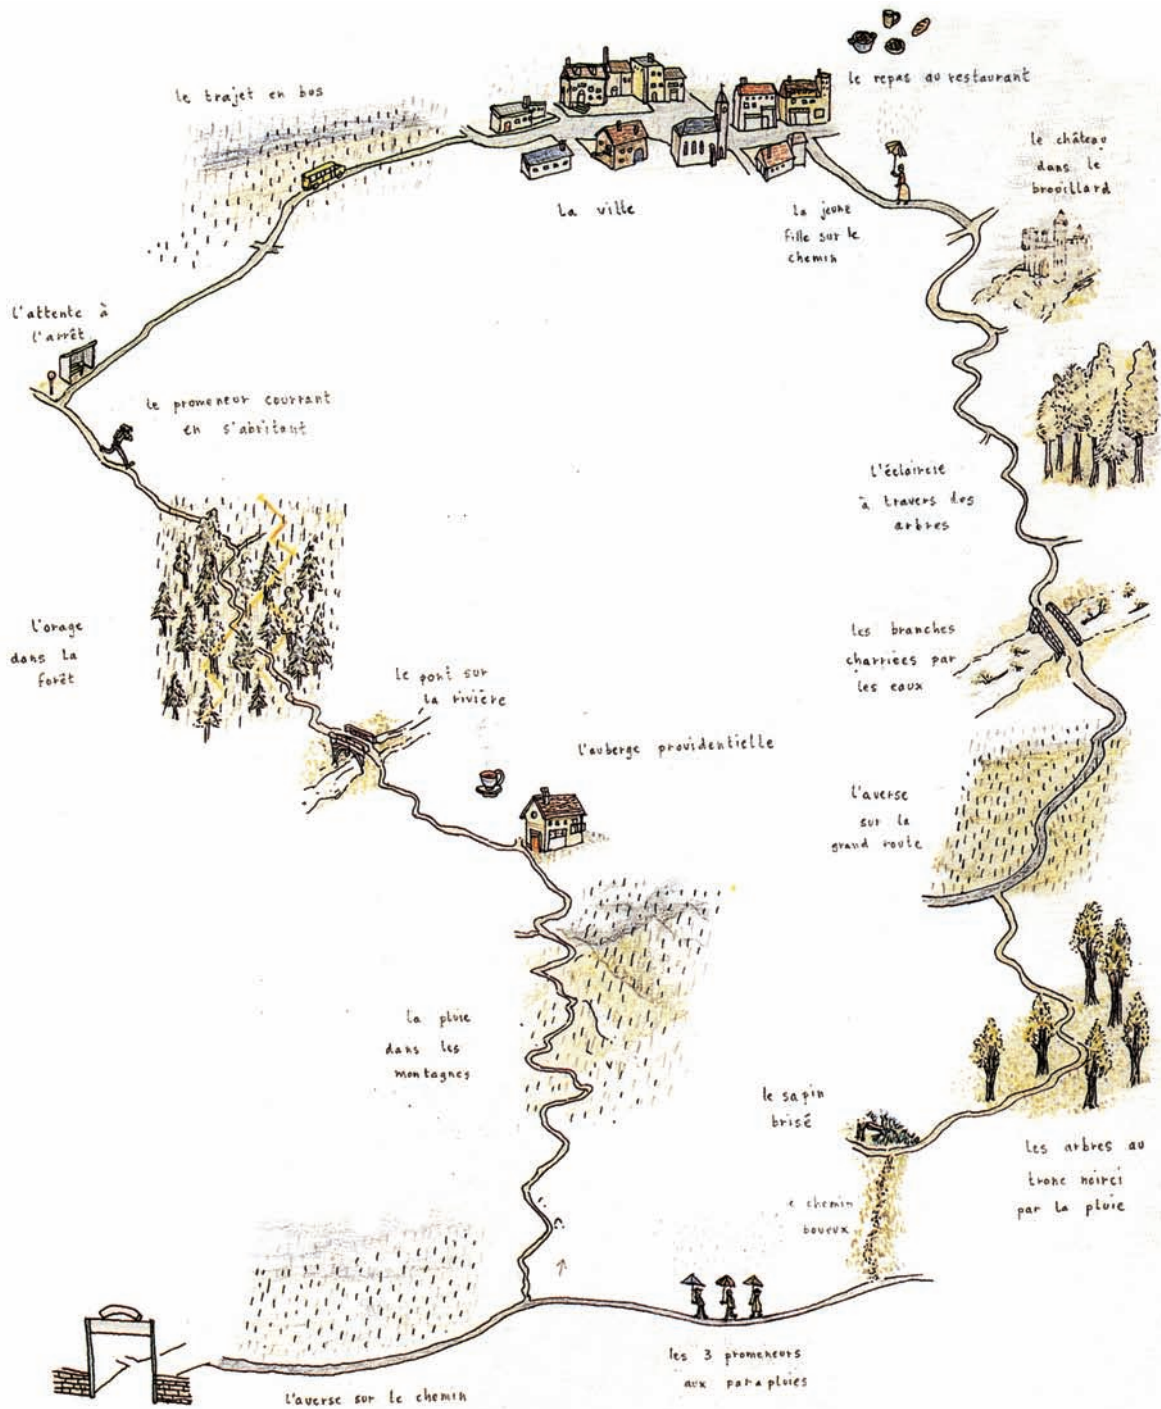 le repas au restaurant
le trajet en bus
le château
dans le
brouillard
la ville
la jeune
fille sur le
chemin
l'attente à
l'arrêt
le promeneur courrant
en s'abritant
l'éclaircie
à travers des
arbres
l'orage
dans la
forêt
les branches
charriées par
les eaux
le pont sur
la rivière
l'auberge providentielle
l'averse
sur la
grand route
la pluie
dans les
montagnes
le sapin
brisé
les arbres au
tronc noirci
par la pluie
e chemin
boueux
les 3 promeneurs
aux parapluies
l'averse sur le chemin